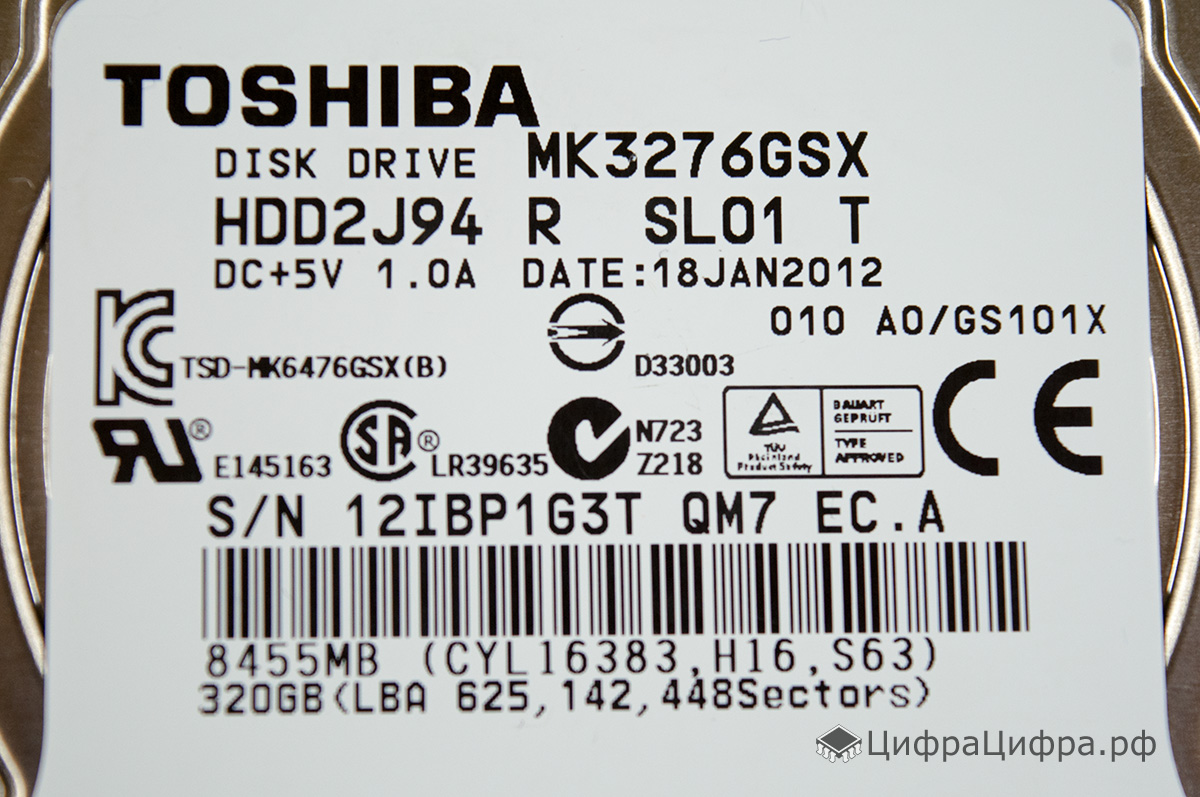 TOSHIBA
DISK DRIVE MK3276GSX
HDD2J94 R SL01 T
DC+5V 1.0A DATE:18JAN2012
010 A0/GS101X
TSD-MK6476GSX(B)
D33003
E145163
SA
LR39635
N723
Z218
TÜV
Rheinland
Product Safety
BAUART
GEPRÜFT
TYPE
APPROVED
CE
S/N 12IBP1G3T QM7 EC.A
8455MB (CYL16383,H16,S63)
320GB(LBA 625,142,448Sectors)
ЦифраЦифра.рф